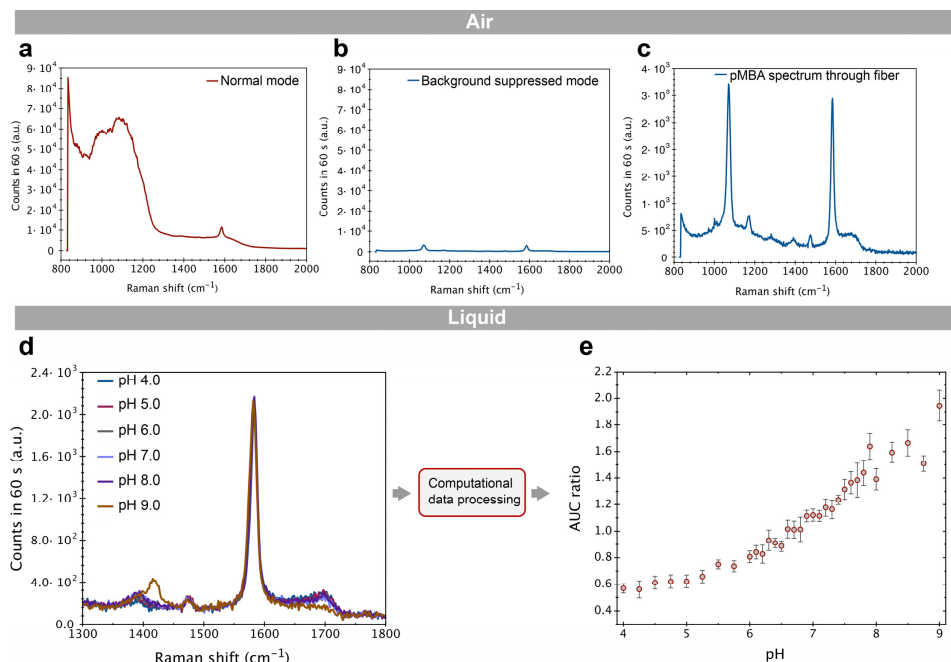 Air
a
Normal mode
9· 10⁴
8· 10⁴
7· 10⁴
6· 10⁴
5· 10⁴
4· 10⁴
3· 10⁴
2· 10⁴
1· 10⁴
0
Counts in 60 s (a.u.)
800 1000 1200 1400 1600 1800 2000
Raman shift (cm⁻¹)
b
Background suppressed mode
9· 10⁴
8· 10⁴
7· 10⁴
6· 10⁴
5· 10⁴
4· 10⁴
3· 10⁴
2· 10⁴
1· 10⁴
0
Counts in 60 s (a.u.)
800 1000 1200 1400 1600 1800 2000
Raman shift (cm⁻¹)
c
pMBA spectrum through fiber
4· 10³
3· 10³
3· 10³
2· 10³
2· 10³
1· 10³
1· 10³
5· 10²
0
Counts in 60 s (a.u.)
800 1000 1200 1400 1600 1800 2000
Raman shift (cm⁻¹)
Liquid
d
pH 4.0
pH 5.0
pH 6.0
pH 7.0
pH 8.0
pH 9.0
2.4· 10³
2.0· 10³
1.6· 10³
1.2· 10³
8.0· 10²
4.0· 10²
0.0
Counts in 60 s (a.u.)
1300 1400 1500 1600 1700 1800
Raman shift (cm⁻¹)
Computational
data processing
e
2.2
2.0
1.8
1.6
1.4
1.2
1.0
0.8
0.6
0.4
AUC ratio
4 5 6 7 8 9
pH